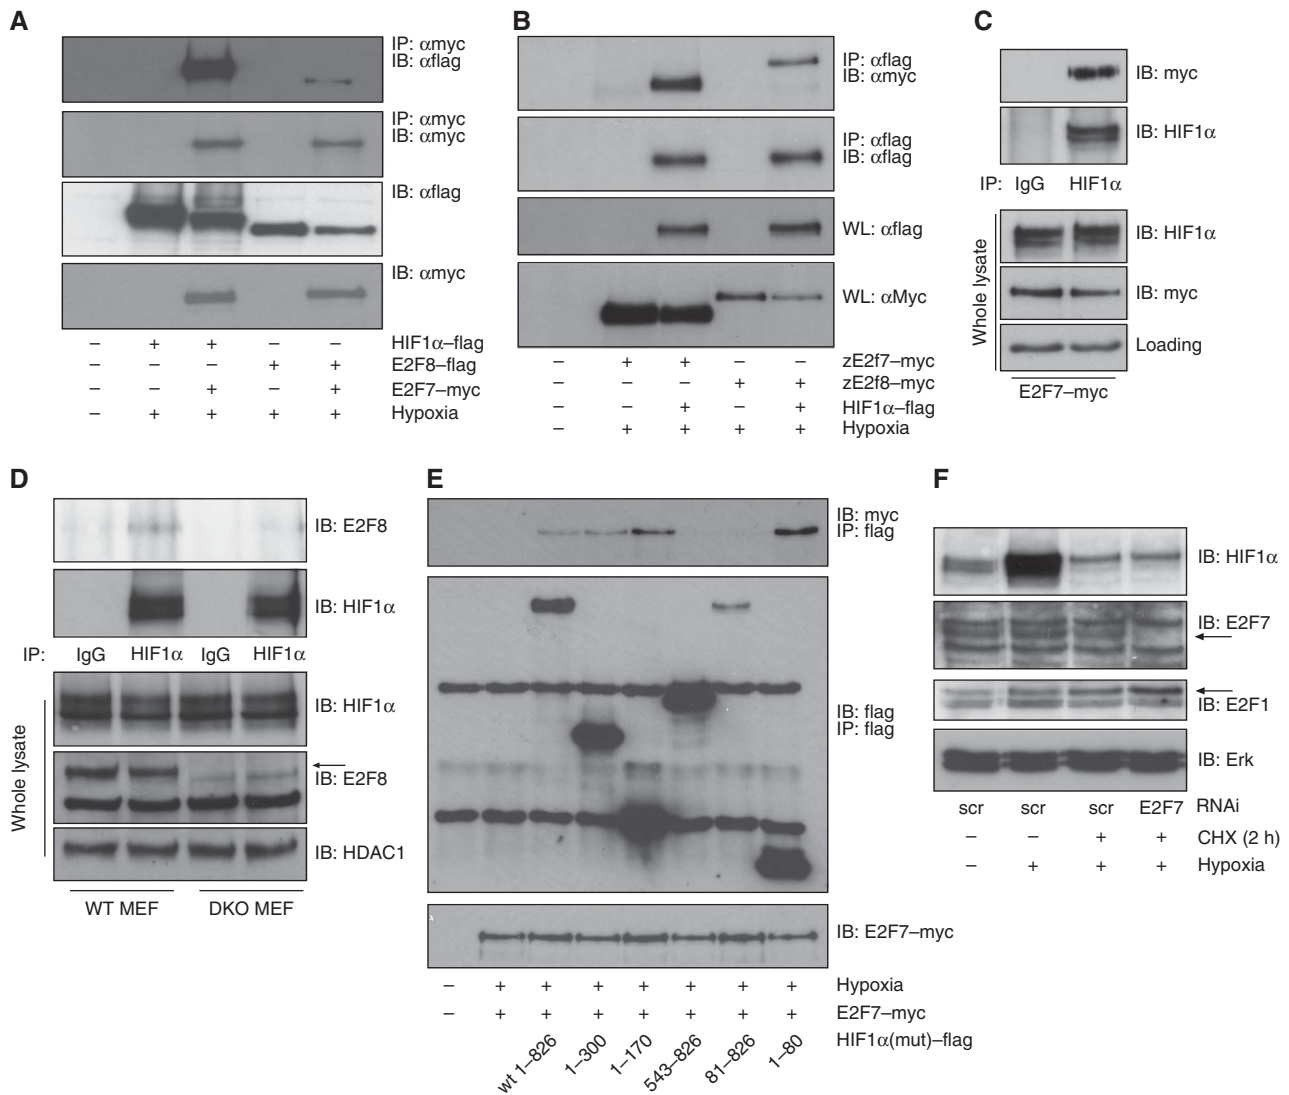 A
IP: αmyc
IB: αflag
IP: αmyc
IB: αmyc
IB: αflag
IB: αmyc
– + + – – HIF1α–flag
– – – + + E2F8–flag
– – + – + E2F7–myc
– + + + + Hypoxia
B
IP: αflag
IB: αmyc
IP: αflag
IB: αflag
WL: αflag
WL: αMyc
– + + – – zE2f7–myc
– – – + + zE2f8–myc
– – + – + HIF1α–flag
– + + + + Hypoxia
C
IB: myc
IB: HIF1α
IP: IgG HIF1α
Whole lysate
IB: HIF1α
IB: myc
Loading
E2F7–myc
D
IB: E2F8
IB: HIF1α
IP: IgG HIF1α IgG HIF1α
Whole lysate
IB: HIF1α
IB: E2F8
IB: HDAC1
WT MEF DKO MEF
E
IB: myc
IP: flag
IB: flag
IP: flag
IB: E2F7–myc
– + + + + + + + Hypoxia
– + + + + + + + E2F7–myc
wt 1–826 1–300 1–170 543–826 81–826 1–80 HIF1α(mut)–flag
F
IB: HIF1α
IB: E2F7
IB: E2F1
IB: Erk
scr scr scr E2F7 RNAi
– – + + CHX (2 h)
– + + + Hypoxia